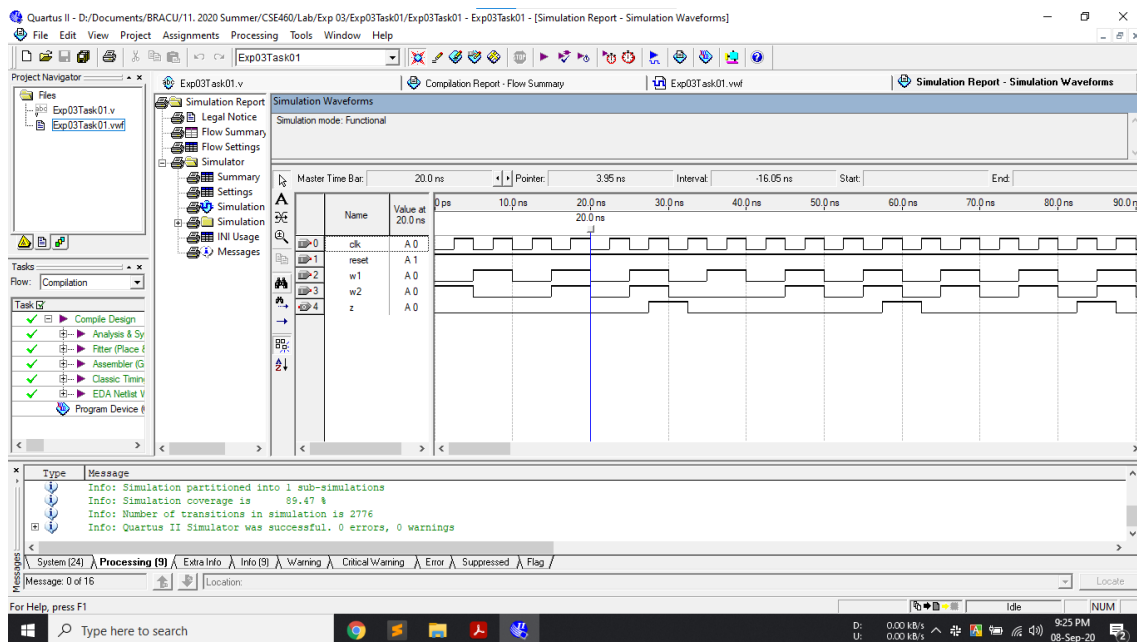 Quartus II - D:/Documents/BRACU/11. 2020 Summer/CSE460/Lab/Exp 03/Exp03Task01/Exp03Task01 - Exp03Task01 - [Simulation Report - Simulation Waveforms]
File Edit View Project Assignments Processing Tools Window Help
Exp03Task01
Project Navigator
Files
Exp03Task01.v
Exp03Task01.vwf
Exp03Task01.v
Compilation Report - Flow Summary
Exp03Task01.vwf
Simulation Report - Simulation Waveforms
Simulation Report
Legal Notice
Flow Summary
Flow Settings
Simulator
Summary
Settings
Simulation
Simulation
INI Usage
Messages
Simulation Waveforms
Simulation mode: Functional
Master Time Bar: 20.0 ns Pointer: 3.95 ns Interval: -16.05 ns Start: End:
Name Value at 20.0 ns
0 ps 10.0 ns 20.0 ns 30.0 ns 40.0 ns 50.0 ns 60.0 ns 70.0 ns 80.0 ns 90.0 n
20.0 ns
0 clk A 0
1 reset A 1
2 w1 A 0
3 w2 A 0
4 z A 0
Tasks
Flow: Compilation
Task
Compile Design
Analysis & Sy
Fitter (Place &
Assembler (G
Classic Timin
EDA Netlist W
Program Device (
Type Message
Info: Simulation partitioned into 1 sub-simulations
Info: Simulation coverage is 89.47 %
Info: Number of transitions in simulation is 2776
Info: Quartus II Simulator was successful. 0 errors, 0 warnings
Messages
System (24) Processing (9) Extra Info Info (9) Warning Critical Warning Error Suppressed Flag
Message: 0 of 16 Location: Locate
For Help, press F1 Idle NUM
Type here to search
D: 0.00 kB/s
U: 0.00 kB/s
9:25 PM
08-Sep-20
2